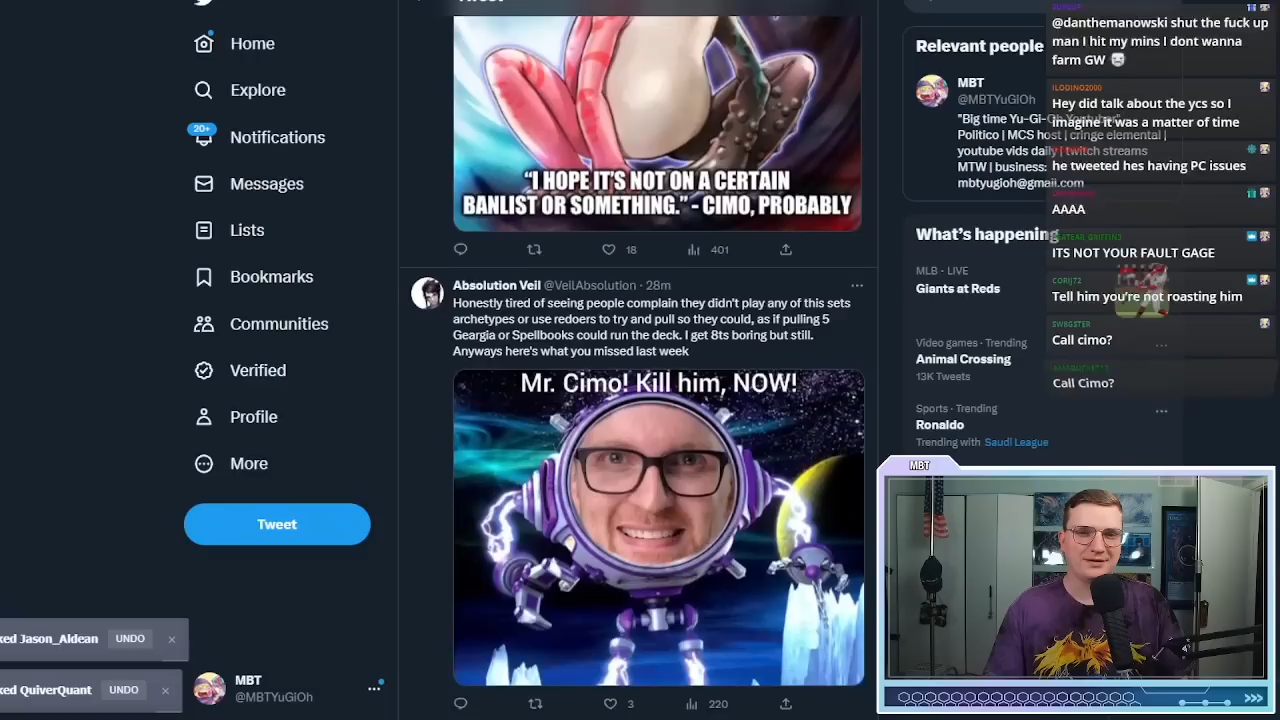 Home
Explore
20+
Notifications
Messages
Lists
Bookmarks
Communities
Verified
Profile
More
Tweet
ked Jason_Aldean UNDO ×
ked QuiverQuant UNDO ×
MBT
@MBTYuGiOh
“I HOPE IT’S NOT ON A CERTAIN
BANLIST OR SOMETHING.” - CIMO, PROBABLY
18
401
Absolution Veil @VeilAbsolution · 28m
Honestly tired of seeing people complain they didn't play any of this sets
archetypes or use redoers to try and pull so they could, as if pulling 5
Geargia or Spellbooks could run the deck. I get 8ts boring but still.
Anyways here's what you missed last week
Mr. Cimo! Kill him, NOW!
3
220
Relevant people
MBT
@MBTYuGiOh
"Big time Yu-Gi-Oh Youtuber"
Politico | MCS host | cringe elemental |
youtube vids daily | twitch streams
MTW | business:
mbtyugioh@gmail.com
What’s happening
MLB · LIVE
Giants at Reds
Video games · Trending
Animal Crossing
13K Tweets
Sports · Trending
Ronaldo
Trending with Saudi League
@danthemanowski shut the fuck up
man I hit my mins I dont wanna
farm GW
ILODINO2000
Hey did talk about the ycs so I
imagine it was a matter of time
he tweeted hes having PC issues
AAAA
ITS NOT YOUR FAULT GAGE
CORIJ72
Tell him you’re not roasting him
SW8GSTER
Call cimo?
Call Cimo?
MBT